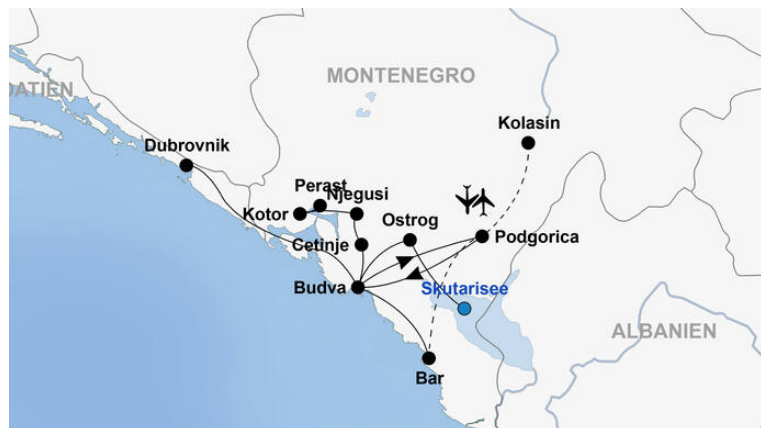 MONTENEGRO
ATIEN
Kolasin
Dubrovnik
Perast
Njegusi
Kotor
Ostrog
Podgorica
Cetinje
Budva
Skutarisee
ALBANIEN
Bar